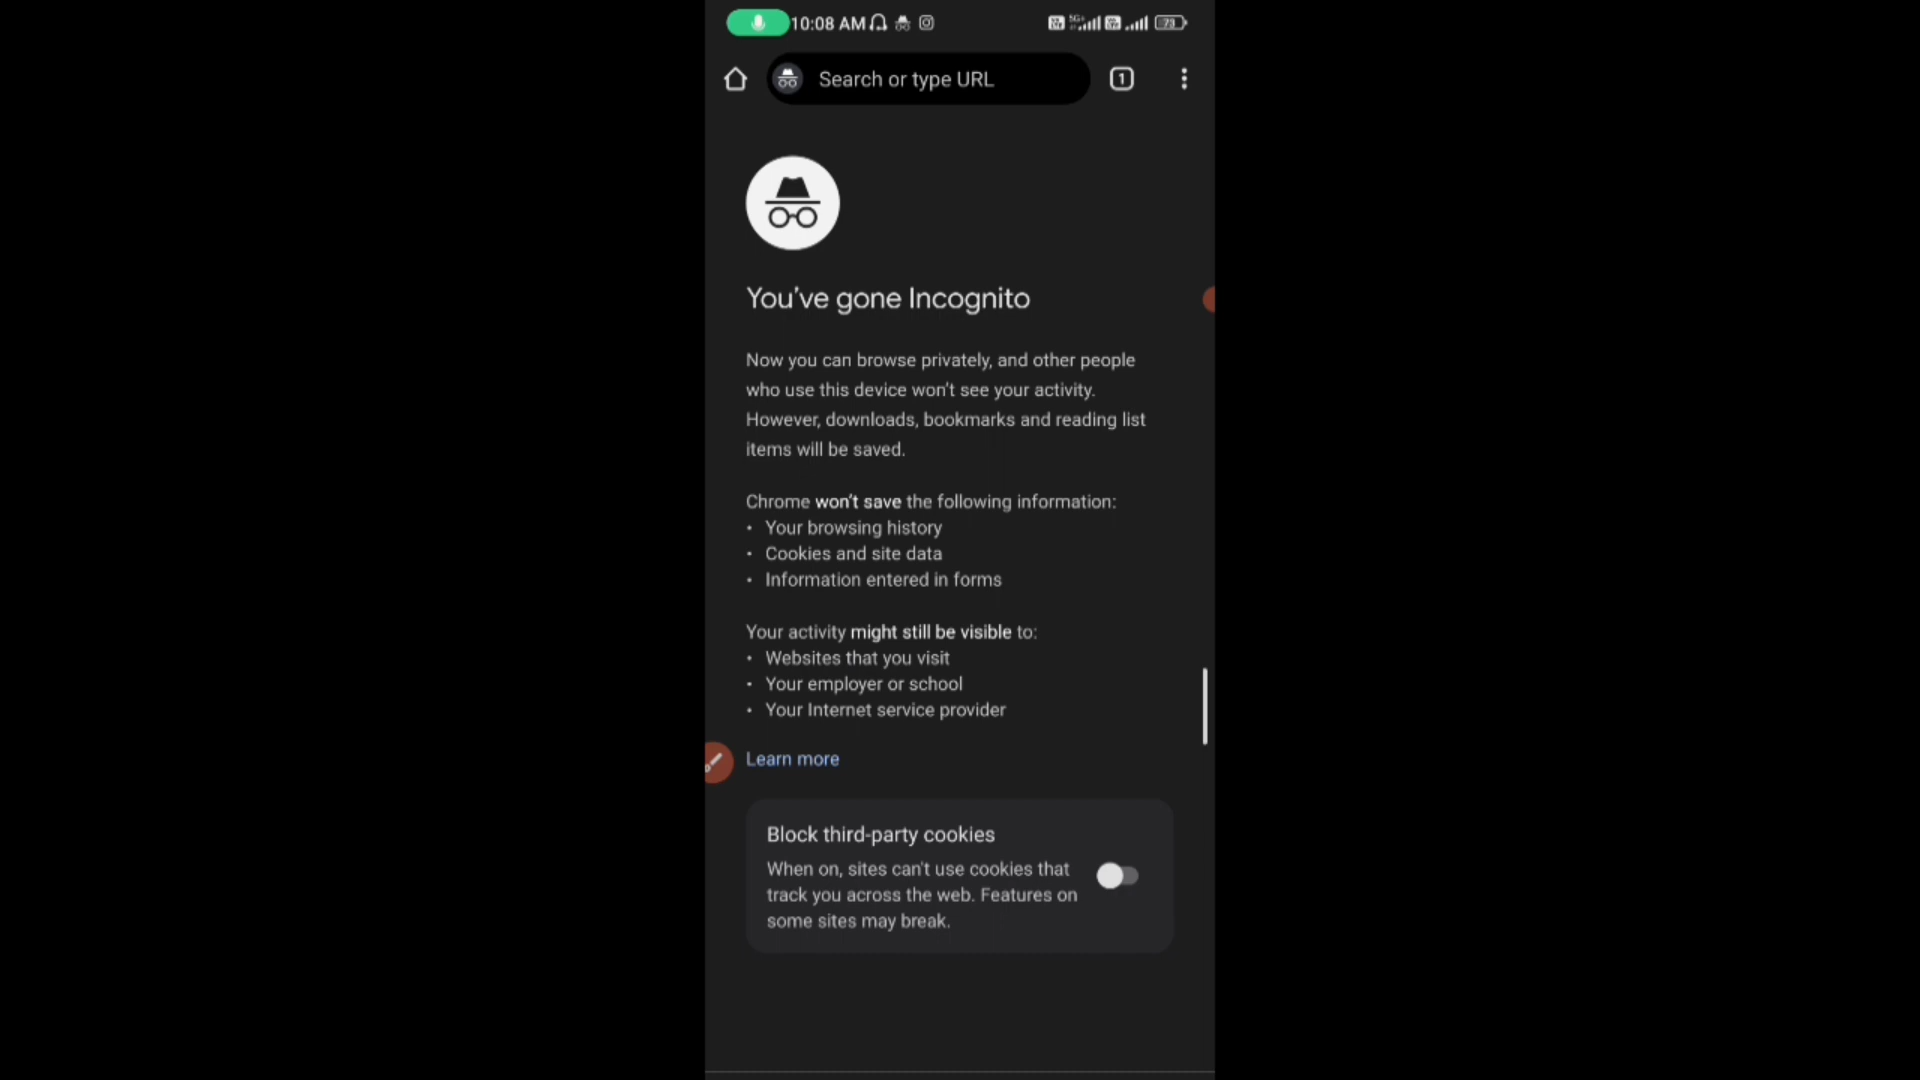 10:08 AM
5G+
73
Search or type URL
1
You've gone Incognito
Now you can browse privately, and other people
who use this device won't see your activity.
However, downloads, bookmarks and reading list
items will be saved.
Chrome won't save the following information:
• Your browsing history
• Cookies and site data
• Information entered in forms
Your activity might still be visible to:
• Websites that you visit
• Your employer or school
• Your Internet service provider
Learn more
Block third-party cookies
When on, sites can't use cookies that
track you across the web. Features on
some sites may break.